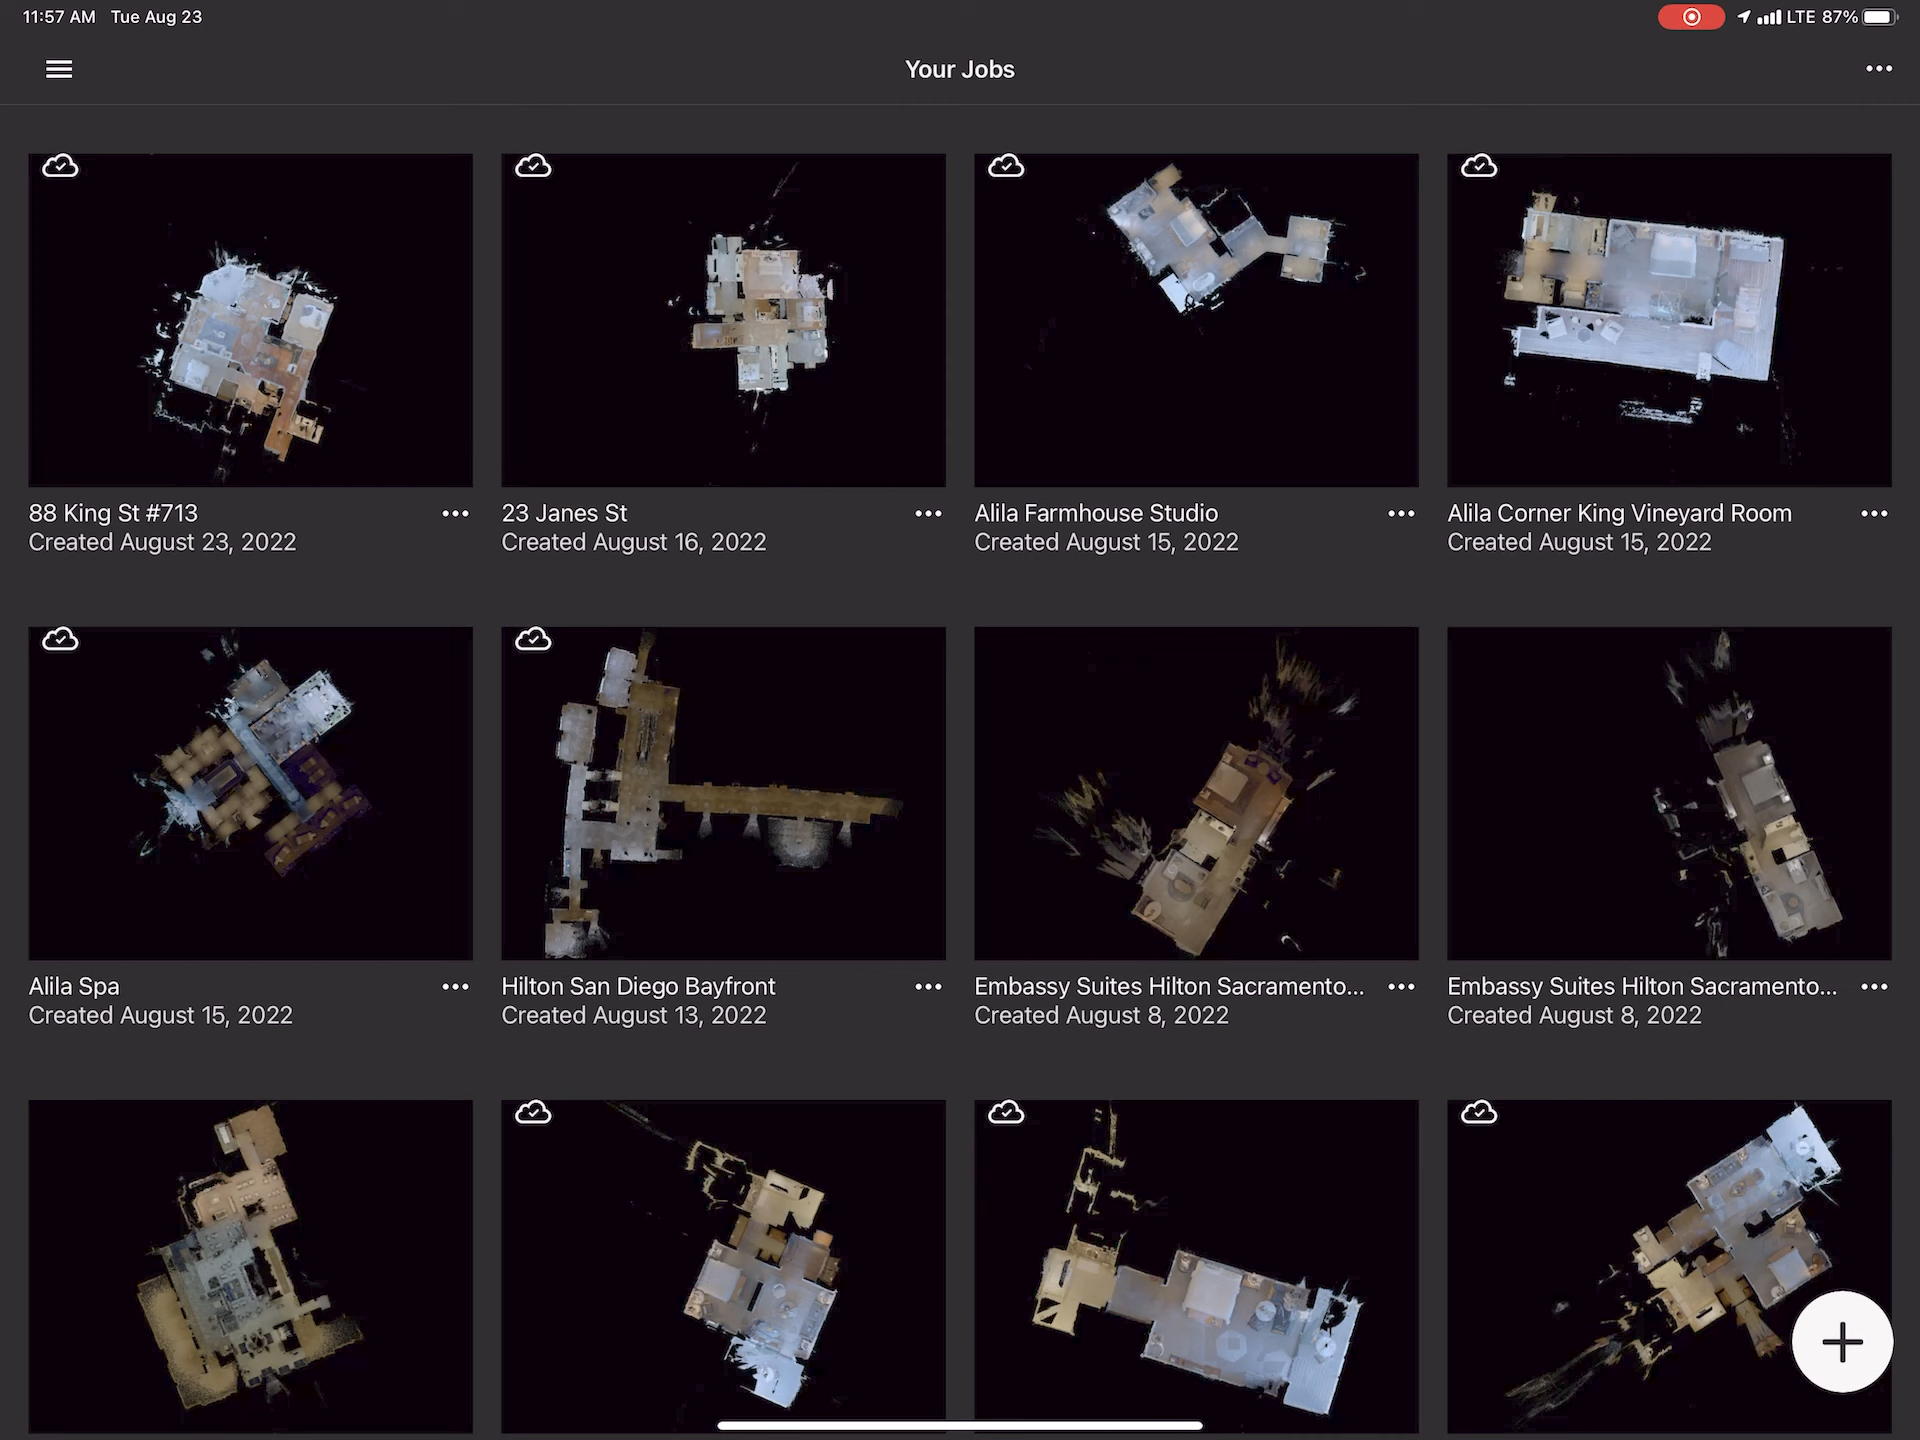 11:57 AM Tue Aug 23
LTE 87%
Your Jobs
88 King St #713
Created August 23, 2022
23 Janes St
Created August 16, 2022
Alila Farmhouse Studio
Created August 15, 2022
Alila Corner King Vineyard Room
Created August 15, 2022
Alila Spa
Created August 15, 2022
Hilton San Diego Bayfront
Created August 13, 2022
Embassy Suites Hilton Sacramento...
Created August 8, 2022
Embassy Suites Hilton Sacramento...
Created August 8, 2022